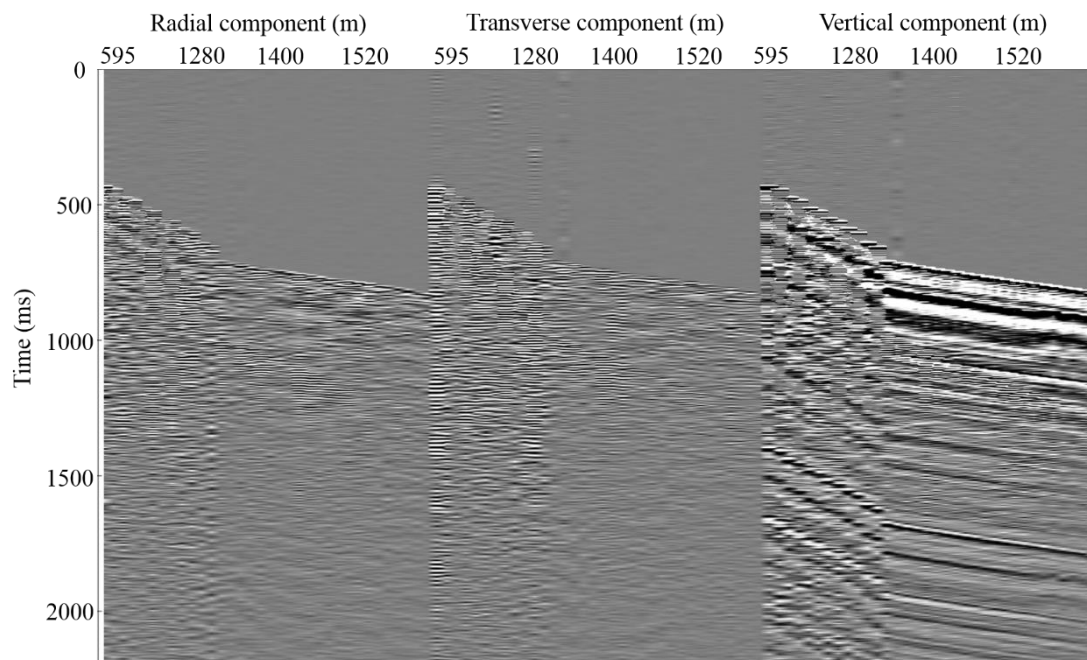 Radial component (m) Transverse component (m) Vertical component (m)
595 1280 1400 1520 595 1280 1400 1520 595 1280 1400 1520
0
500
1000
1500
2000
Time (ms)